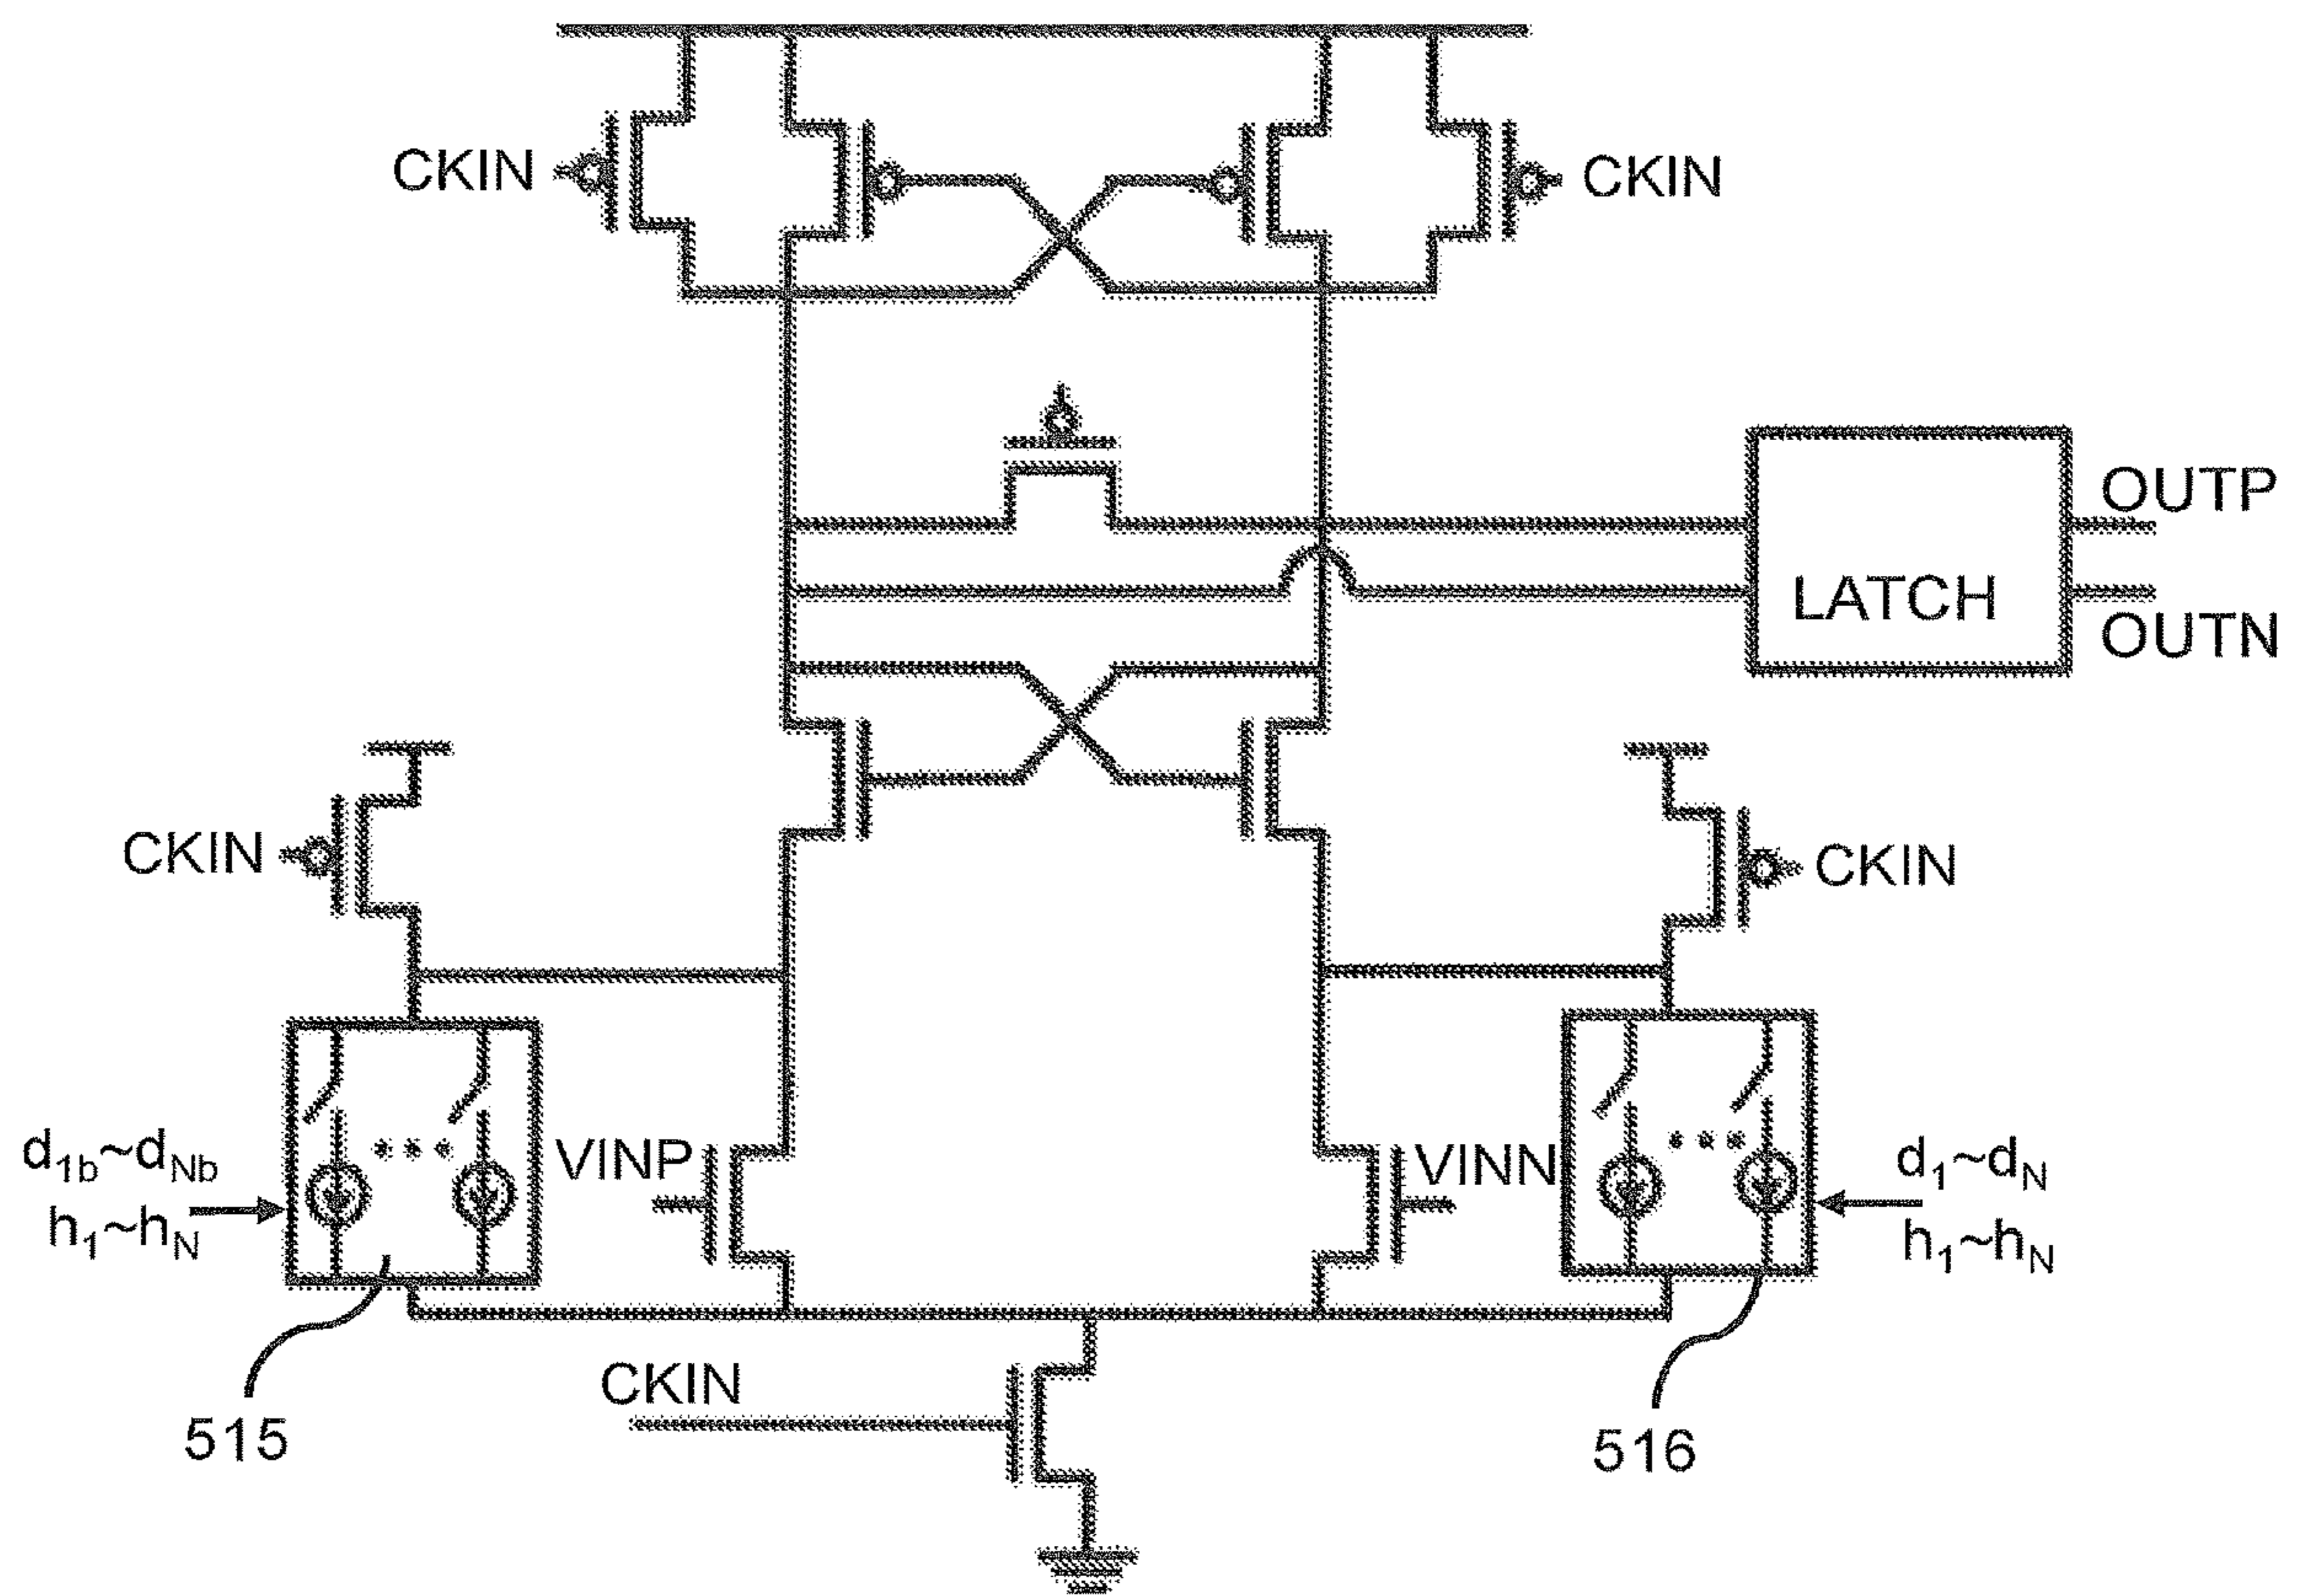 CKIN
CKIN
OUTP
LATCH
OUTN
CKIN
CKIN
d1b~dNb
h1~hN
VINP
VINN
d1~dN
h1~hN
CKIN
515
516